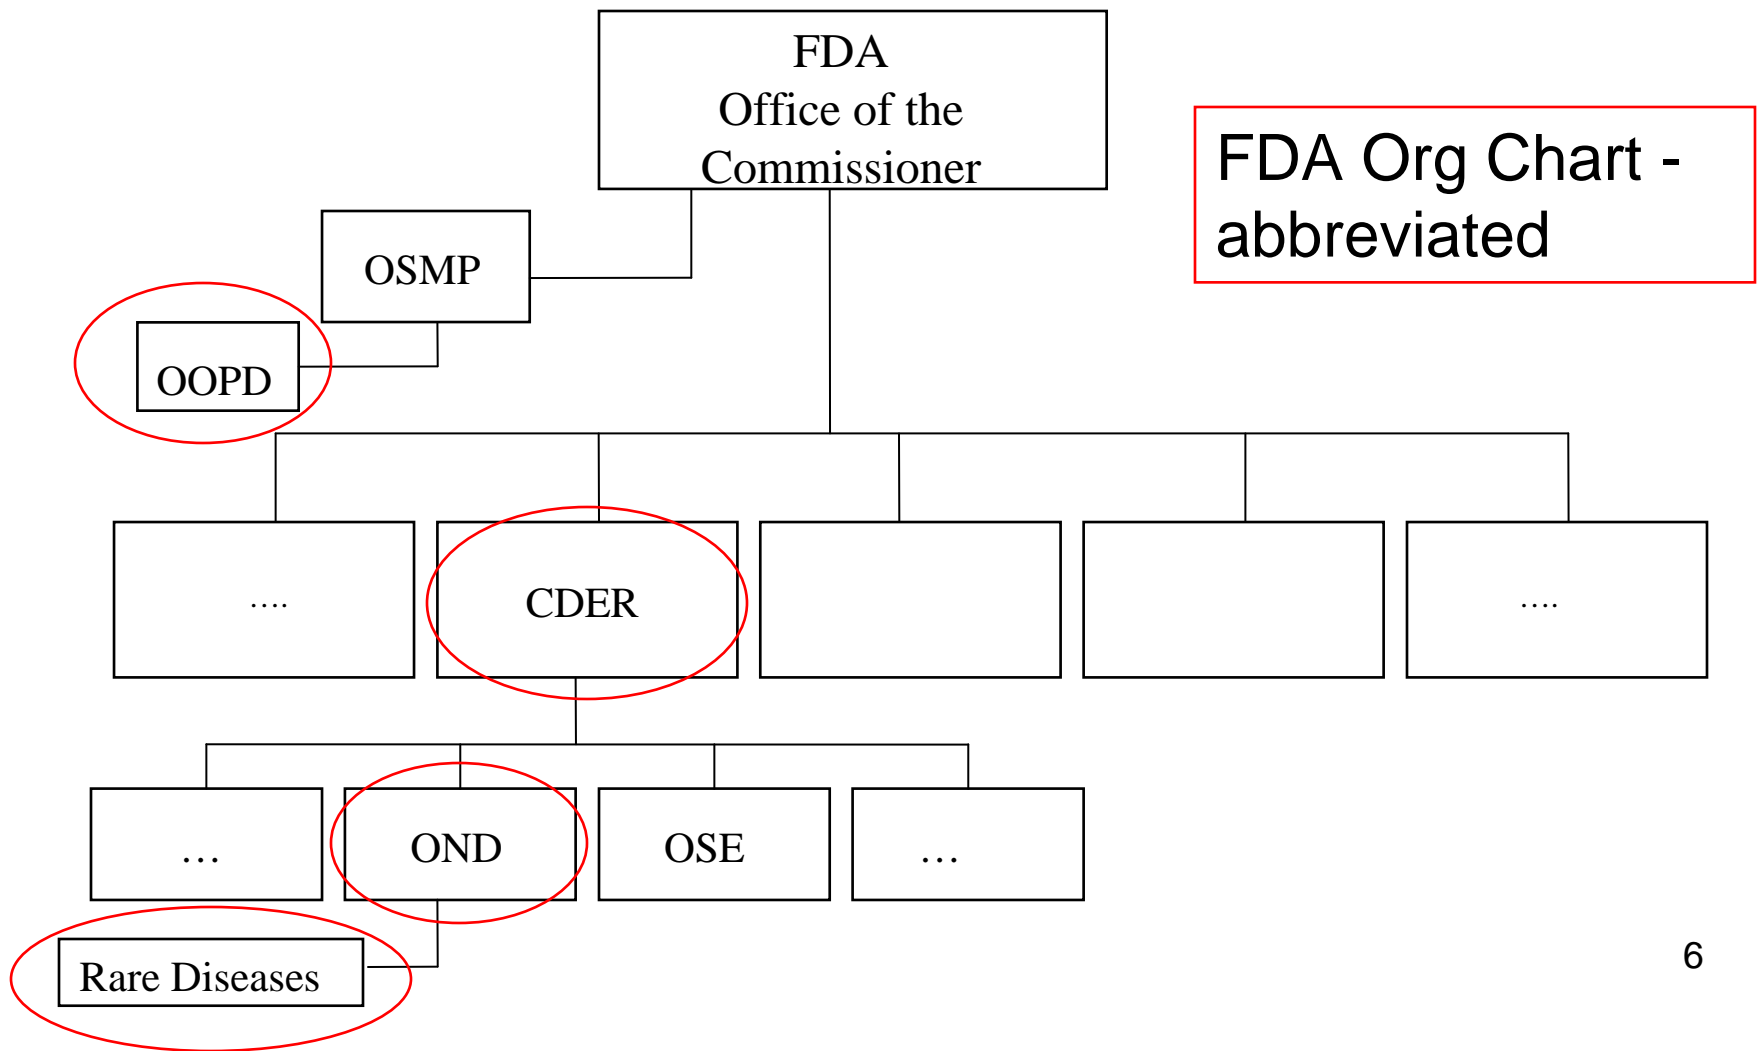 FDA
Office of the
Commissioner
FDA Org Chart -
abbreviated
OSMP
OOPD
....
CDER
....
...
OND
OSE
...
Rare Diseases
6